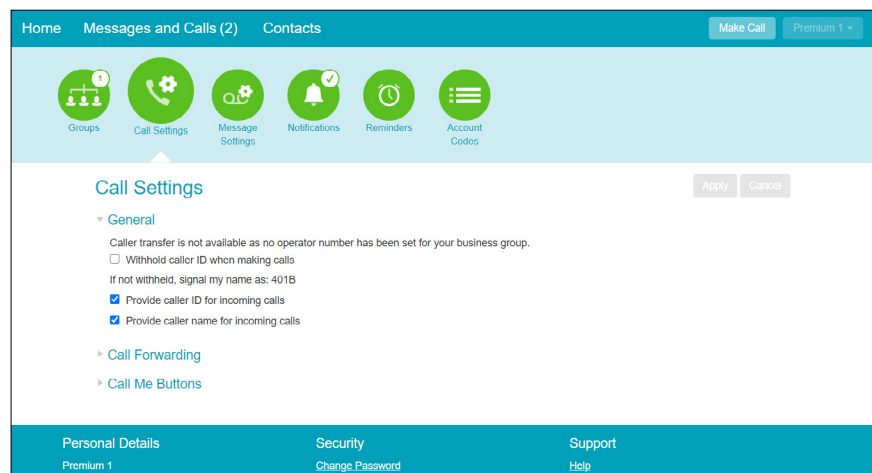 Home Messages and Calls (2) Contacts Make Call Premium 1
1
Groups Call Settings Message Settings Notifications Reminders Account Codes
Call Settings Apply Cancel
General
Caller transfer is not available as no operator number has been set for your business group.
Withhold caller ID when making calls
If not withheld, signal my name as: 401B
Provide caller ID for incoming calls
Provide caller name for incoming calls
Call Forwarding
Call Me Buttons
Personal Details Security Support
Premium 1 Change Password Help